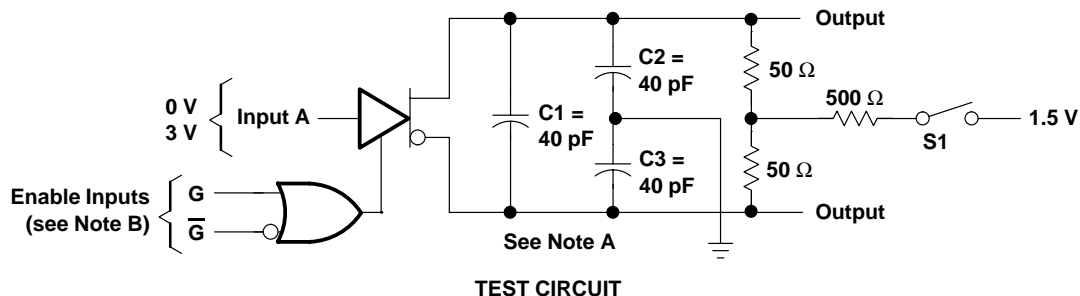 Output
C2 =
40 pF
50 Ω
0 V
3 V
Input A
C1 =
40 pF
500 Ω
S1
1.5 V
C3 =
40 pF
50 Ω
Enable Inputs
(see Note B)
G
G̅
Output
See Note A
TEST CIRCUIT